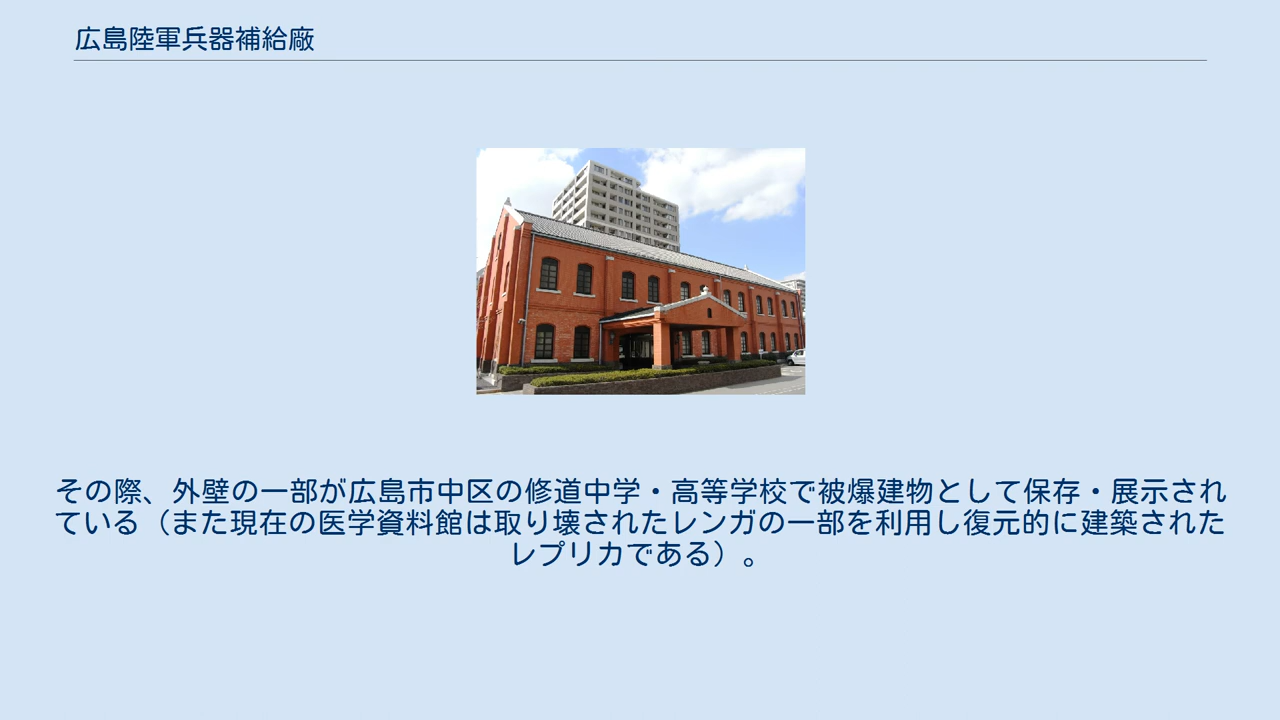 広島陸軍兵器補給廠
その際、外壁の一部が広島市中区の修道中学・高等学校で被爆建物として保存・展示され
ている（また現在の医学資料館は取り壊されたレンガの一部を利用し復元的に建築された
レプリカである）。